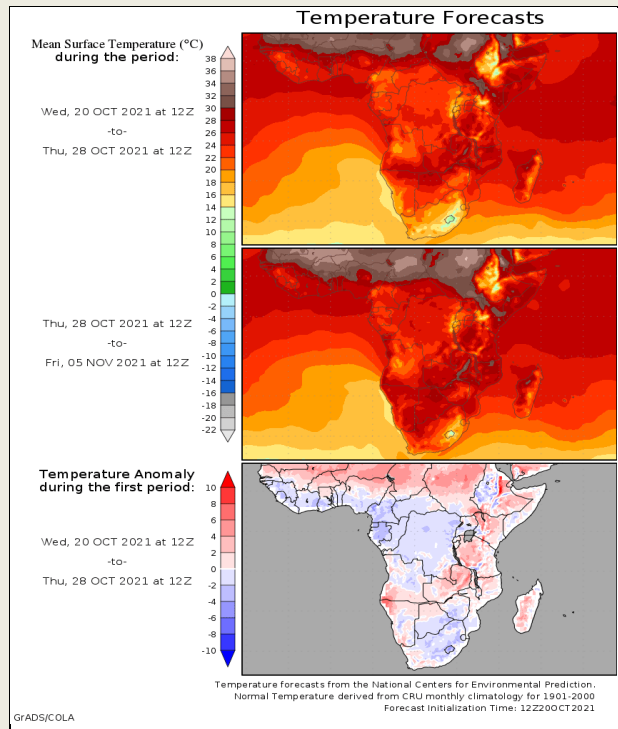 Temperature Forecasts
Mean Surface Temperature (°C)
during the period:
38
36
34
32
30
28
26
24
22
20
18
16
14
12
10
8
6
4
2
0
-2
-4
-6
-8
-10
-12
-14
-16
-18
-20
-22
Wed, 20 OCT 2021 at 12Z
-to-
Thu, 28 OCT 2021 at 12Z
Thu, 28 OCT 2021 at 12Z
-to-
Fri, 05 NOV 2021 at 12Z
Temperature Anomaly
during the first period:
10
8
6
4
2
0
-2
-4
-6
-8
-10
Wed, 20 OCT 2021 at 12Z
-to-
Thu, 28 OCT 2021 at 12Z
Temperature forecasts from the National Centers for Environmental Prediction.
Normal Temperature derived from CRU monthly climatology for 1901-2000
Forecast Initialization Time: 12Z20OCT2021
GrADS/COLA